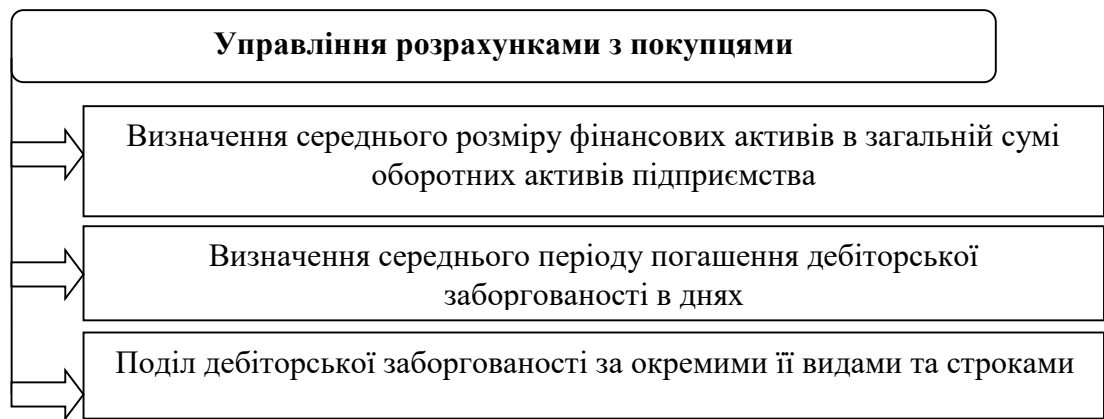 Управління розрахунками з покупцями
Визначення середнього розміру фінансових активів в загальній сумі
оборотних активів підприємства
Визначення середнього періоду погашення дебіторської
заборгованості в днях
Поділ дебіторської заборгованості за окремими її видами та строками